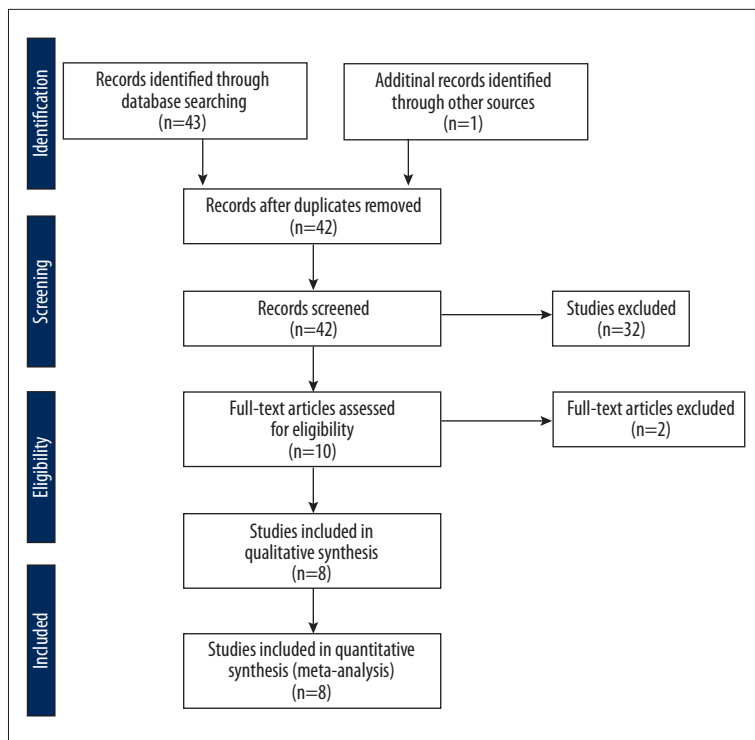 Identification
Records identified through
database searching
(n=43)
Additinal records identified
through other sources
(n=1)
Records after duplicates removed
(n=42)
Screening
Records screened
(n=42)
Studies excluded
(n=32)
Eligibility
Full-text articles assessed
for eligibility
(n=10)
Full-text articles excluded
(n=2)
Studies included in
qualitative synthesis
(n=8)
Included
Studies included in quantitative
synthesis (meta-analysis)
(n=8)